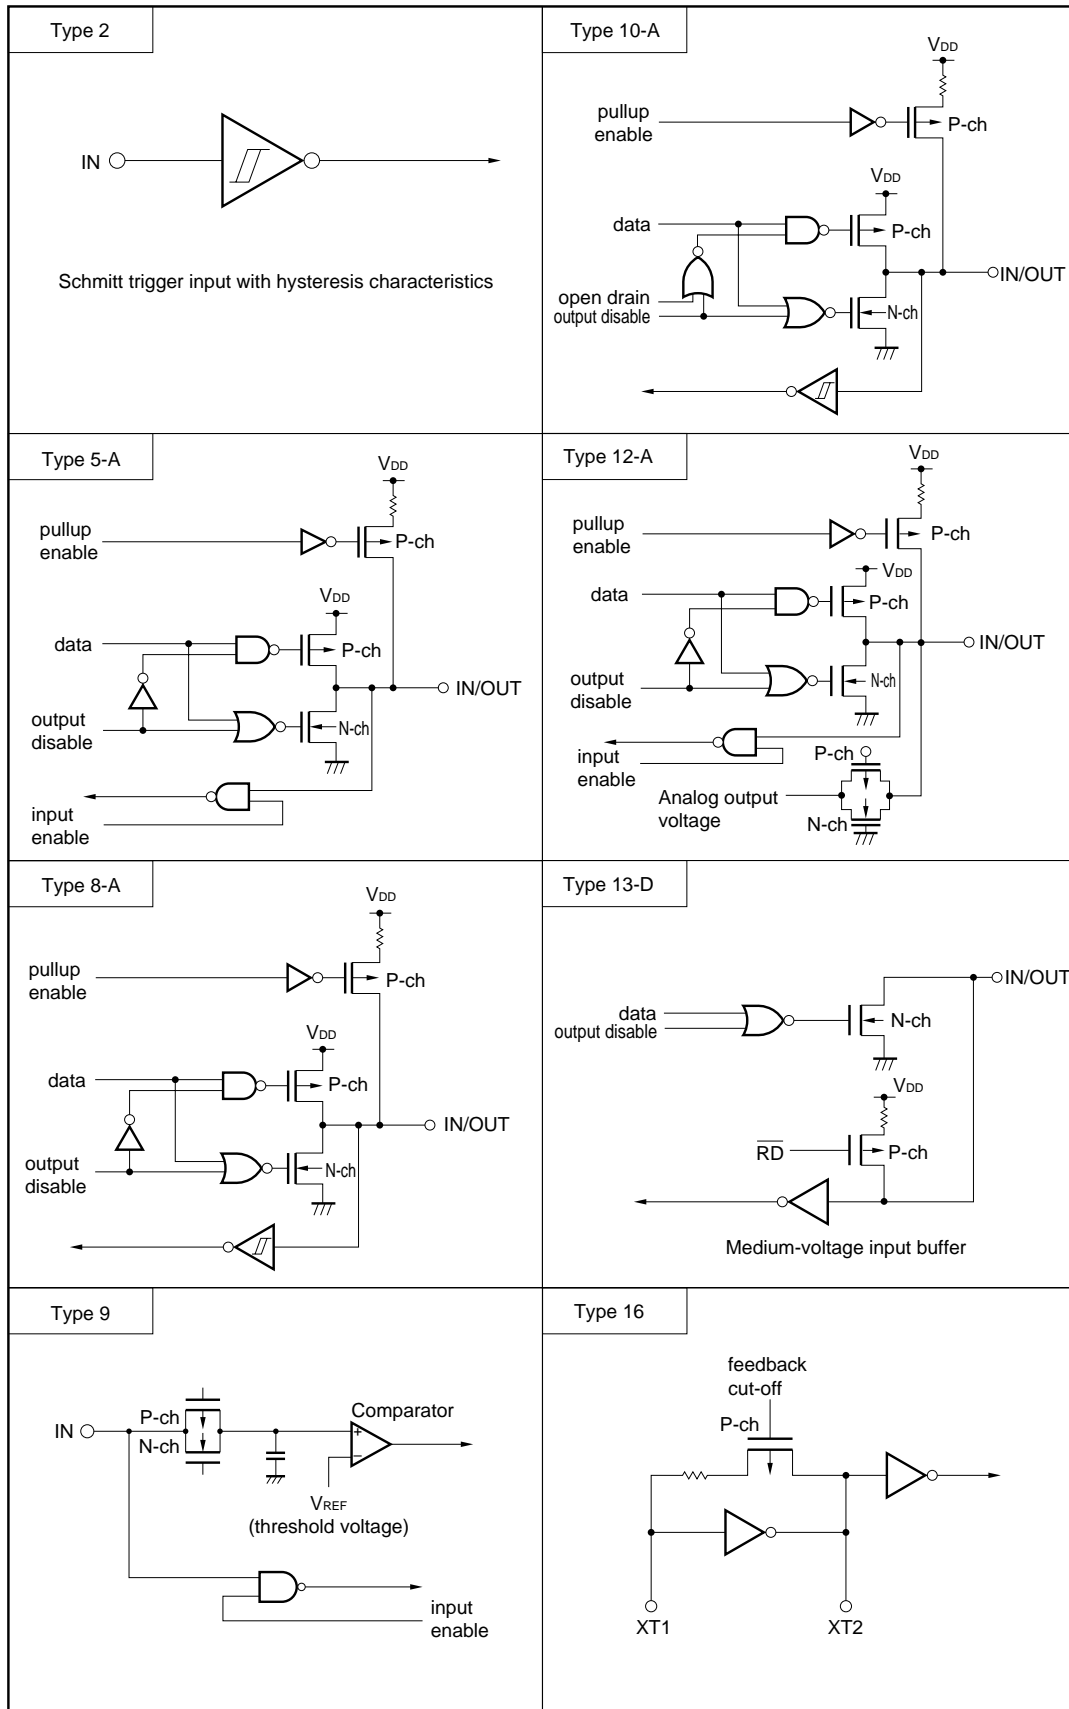 Type 2
IN
Schmitt trigger input with hysteresis characteristics
Type 10-A
VDD
pullup
enable
P-ch
VDD
data
P-ch
IN/OUT
open drain
output disable
N-ch
Type 5-A
VDD
pullup
enable
P-ch
VDD
data
P-ch
IN/OUT
output
disable
N-ch
input
enable
Type 12-A
VDD
pullup
enable
P-ch
VDD
data
P-ch
IN/OUT
output
disable
N-ch
input
enable
P-ch
Analog output
voltage
N-ch
Type 8-A
VDD
pullup
enable
P-ch
VDD
data
P-ch
IN/OUT
output
disable
N-ch
Type 13-D
IN/OUT
data
output disable
N-ch
VDD
RD
P-ch
Medium-voltage input buffer
Type 9
P-ch
IN
N-ch
Comparator
+
−
VREF
(threshold voltage)
input
enable
Type 16
feedback
cut-off
P-ch
XT1
XT2